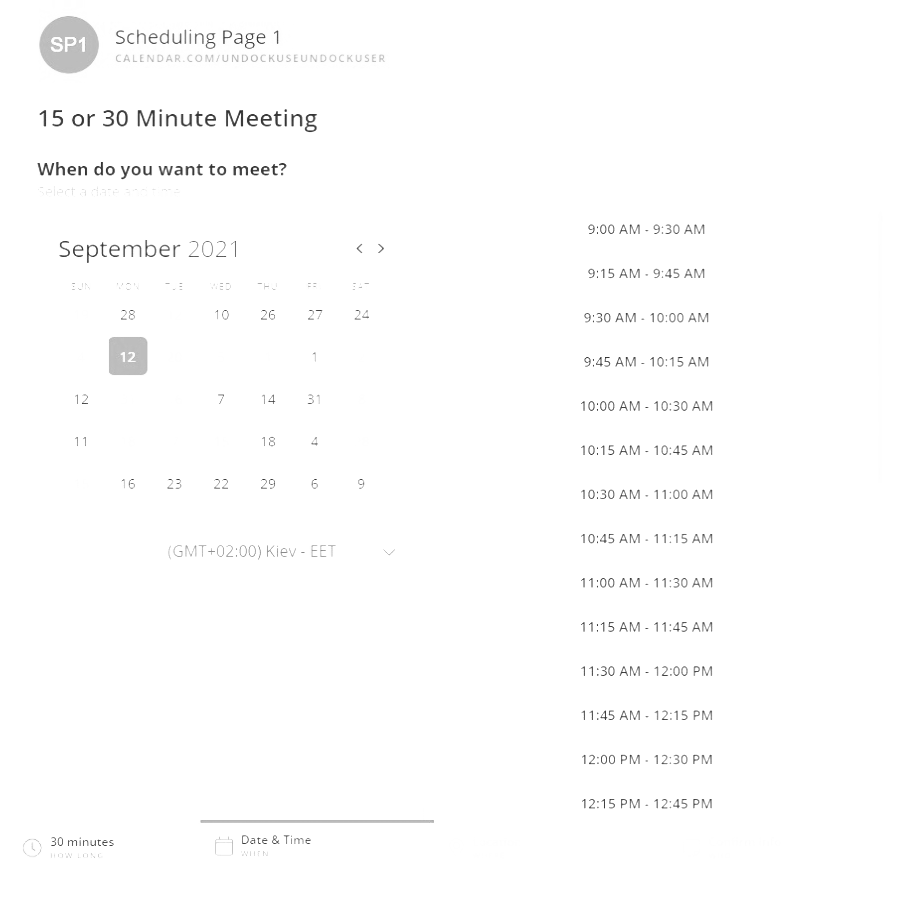 SP1
Scheduling Page 1
CALENDAR.COM/UNDOCKUSEUNDOCKUSER
15 or 30 Minute Meeting
When do you want to meet?
Select a date and time
September 2021
SUN MON TUE WED THU FRI SAT
28 10 26 27 24
12 1
12 7 14 31
11 18 4
16 23 22 29 6 9
(GMT+02:00) Kiev - EET
9:00 AM - 9:30 AM
9:15 AM - 9:45 AM
9:30 AM - 10:00 AM
9:45 AM - 10:15 AM
10:00 AM - 10:30 AM
10:15 AM - 10:45 AM
10:30 AM - 11:00 AM
10:45 AM - 11:15 AM
11:00 AM - 11:30 AM
11:15 AM - 11:45 AM
11:30 AM - 12:00 PM
11:45 AM - 12:15 PM
12:00 PM - 12:30 PM
12:15 PM - 12:45 PM
30 minutes
HOW LONG
Date & Time
WHEN